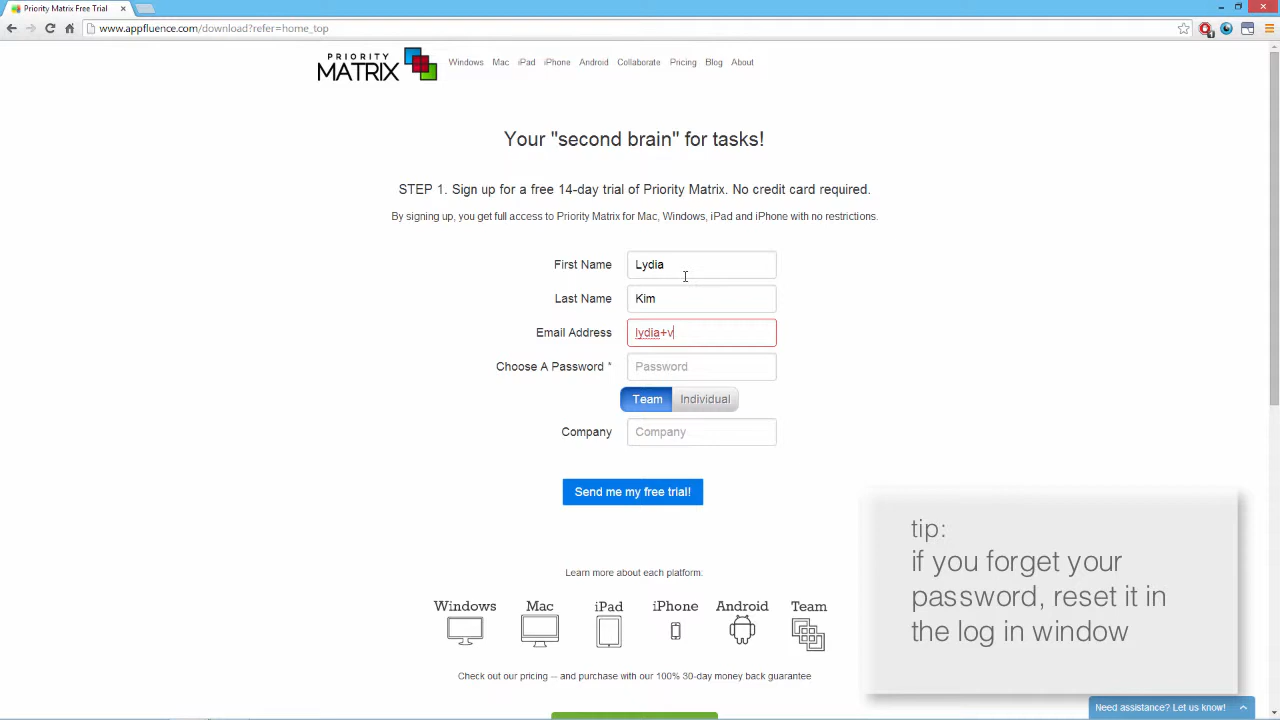 Priority Matrix Free Trial
www.appfluence.com/download?refer=home_top
PRIORITY
MATRIX
Windows Mac iPad iPhone Android Collaborate Pricing Blog About
Your "second brain" for tasks!
STEP 1. Sign up for a free 14-day trial of Priority Matrix. No credit card required.
By signing up, you get full access to Priority Matrix for Mac, Windows, iPad and iPhone with no restrictions.
First Name Lydia
Last Name Kim
Email Address lydia+v
Choose A Password * Password
Team Individual
Company Company
Send me my free trial!
tip:
if you forget your
password, reset it in
the log in window
Learn more about each platform:
Windows Mac iPad iPhone Android Team
Check out our pricing -- and purchase with our 100% 30-day money back guarantee
Need assistance? Let us know!